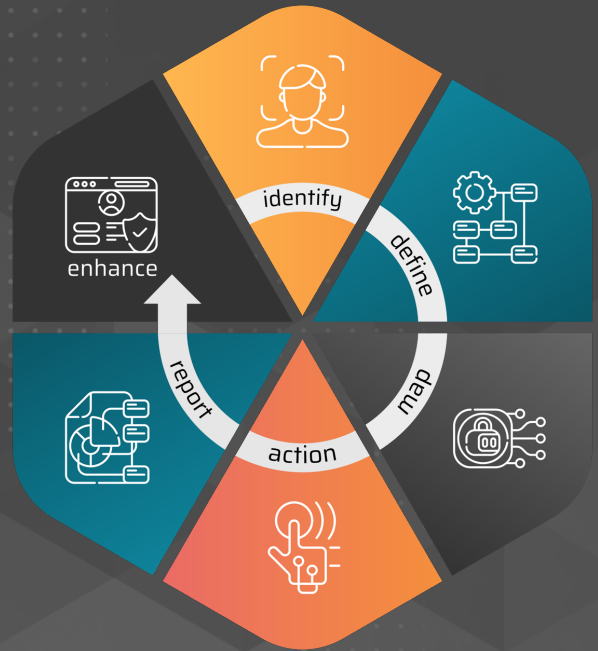 identify
define
map
action
report
enhance